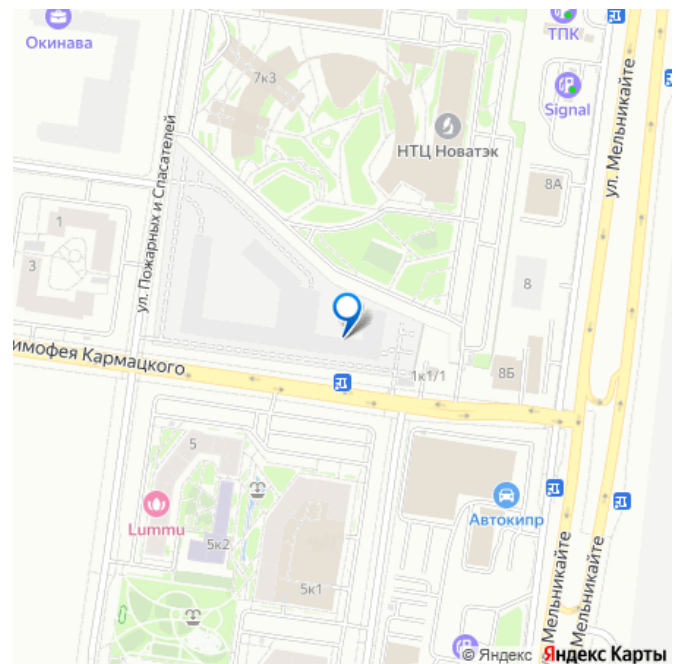 Окинава
ТПК
7к3
Signal
НТЦ Новатэк
ул. Мельникайте
ул. Пожарных и Спасателей
8А
1
3
8
имофея Кармацкого
1к1/1
8Б
5
Lummu
Автокипр
5к2
5к1
Мельникайте
Мельникайте
© Яндекс Яндекс Карты